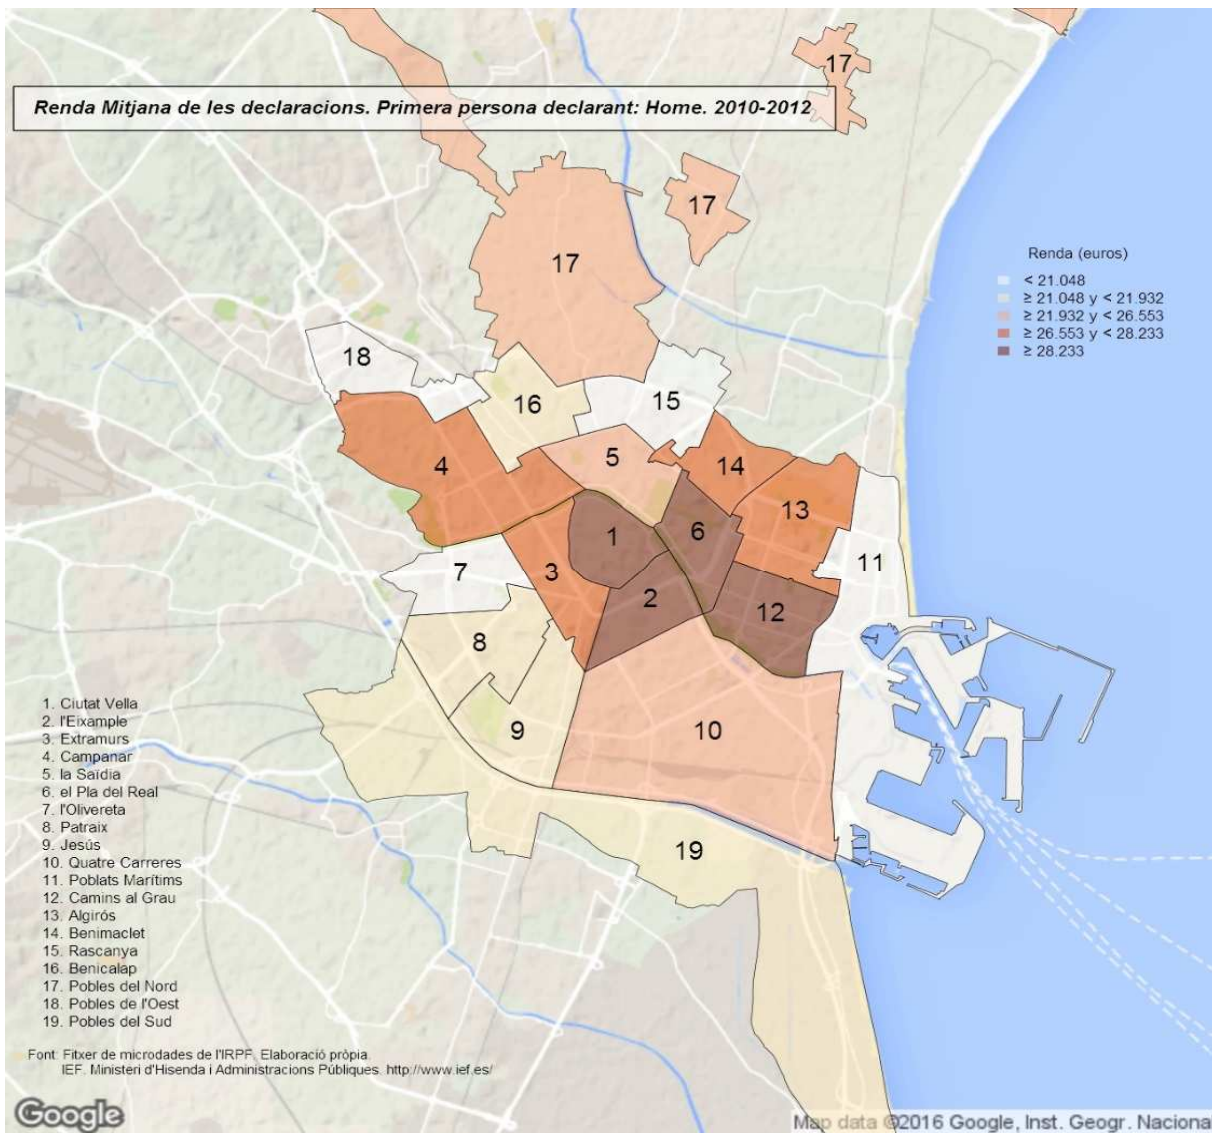 Renda Mitjana de les declaracions. Primera persona declarant: Home. 2010-2012
17
17
17
Renda (euros)
< 21.048
≥ 21.048 y < 21.932
≥ 21.932 y < 26.553
≥ 26.553 y < 28.233
≥ 28.233
18
16
15
5
4
14
13
1
6
11
7
3
2
12
8
9
10
19
1. Ciutat Vella
2. l'Eixample
3. Extramurs
4. Campanar
5. la Saïdia
6. el Pla del Real
7. l'Olivereta
8. Patraix
9. Jesús
10. Quatre Carreres
11. Poblats Marítims
12. Camins al Grau
13. Algirós
14. Benimaclet
15. Rascanya
16. Benicalap
17. Pobles del Nord
18. Pobles de l'Oest
19. Pobles del Sud
Font: Fitxer de microdades de l'IRPF. Elaboració pròpia.
IEF. Ministeri d'Hisenda i Administracions Públiques. http://www.ief.es/
Google
Map data ©2016 Google, Inst. Geogr. Naciona